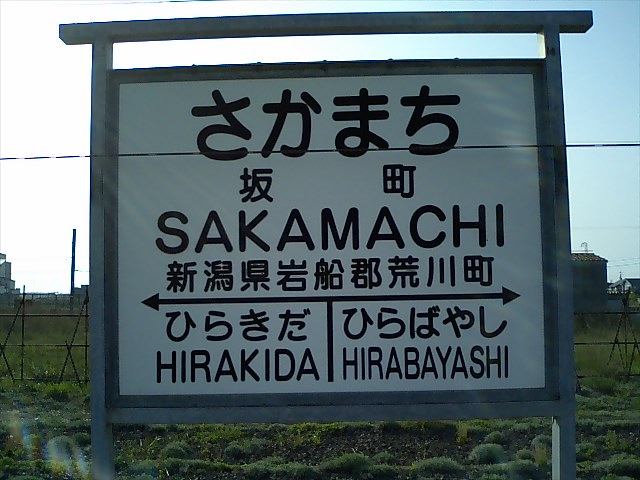 さかまち
坂町
SAKAMACHI
新潟県岩船郡荒川町
ひらきだ ひらばやし
HIRAKIDA HIRABAYASHI